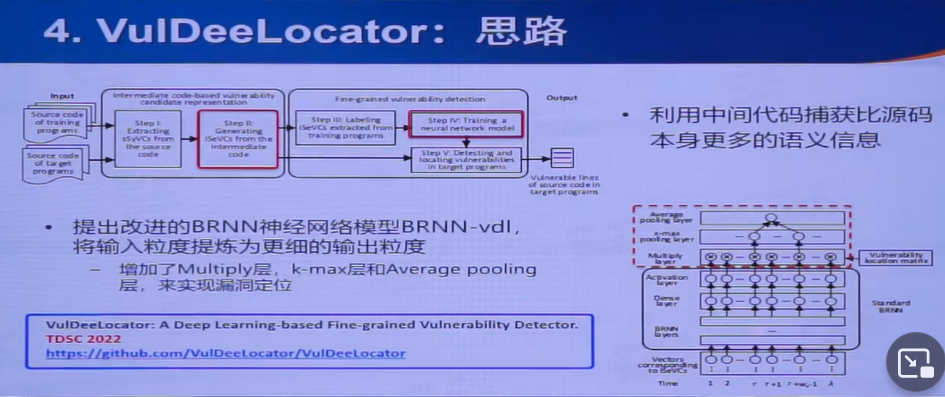 4. VulDeeLocator：思路
Input
Source code
of training
programs
Source code
of target
programs
Intermediate code-based vulnerability
candidate representation
Step I:
Extracting
sSyVCs from
the source
code
Step II:
Generating
iSeVCs from
the intermediate
code
Fine-grained vulnerability detection
Step III: Labeling
iSeVCs extracted from
training programs
Step IV: Training a
neural network model
Step V: Detecting and
locating vulnerabilities
in target programs
Output
Vulnerable lines
of source code in
target programs
• 利用中间代码捕获比源码
本身更多的语义信息
• 提出改进的BRNN神经网络模型BRNN-vdl，
将输入粒度提炼为更细的输出粒度
– 增加了Multiply层，k-max层和Average pooling
层，来实现漏洞定位
VulDeeLocator: A Deep Learning-based Fine-grained Vulnerability Detector.
TDSC 2022
https://github.com/VulDeeLocator/VulDeeLocator
Average
pooling layer
κ-max
pooling layer
Multiply
layer
Vulnerability
location matrix
Activation
layer
Dense
layer
BRNN
layers
Standard
BRNN
Vectors
corresponding
to iSeVCs
Time 1 2